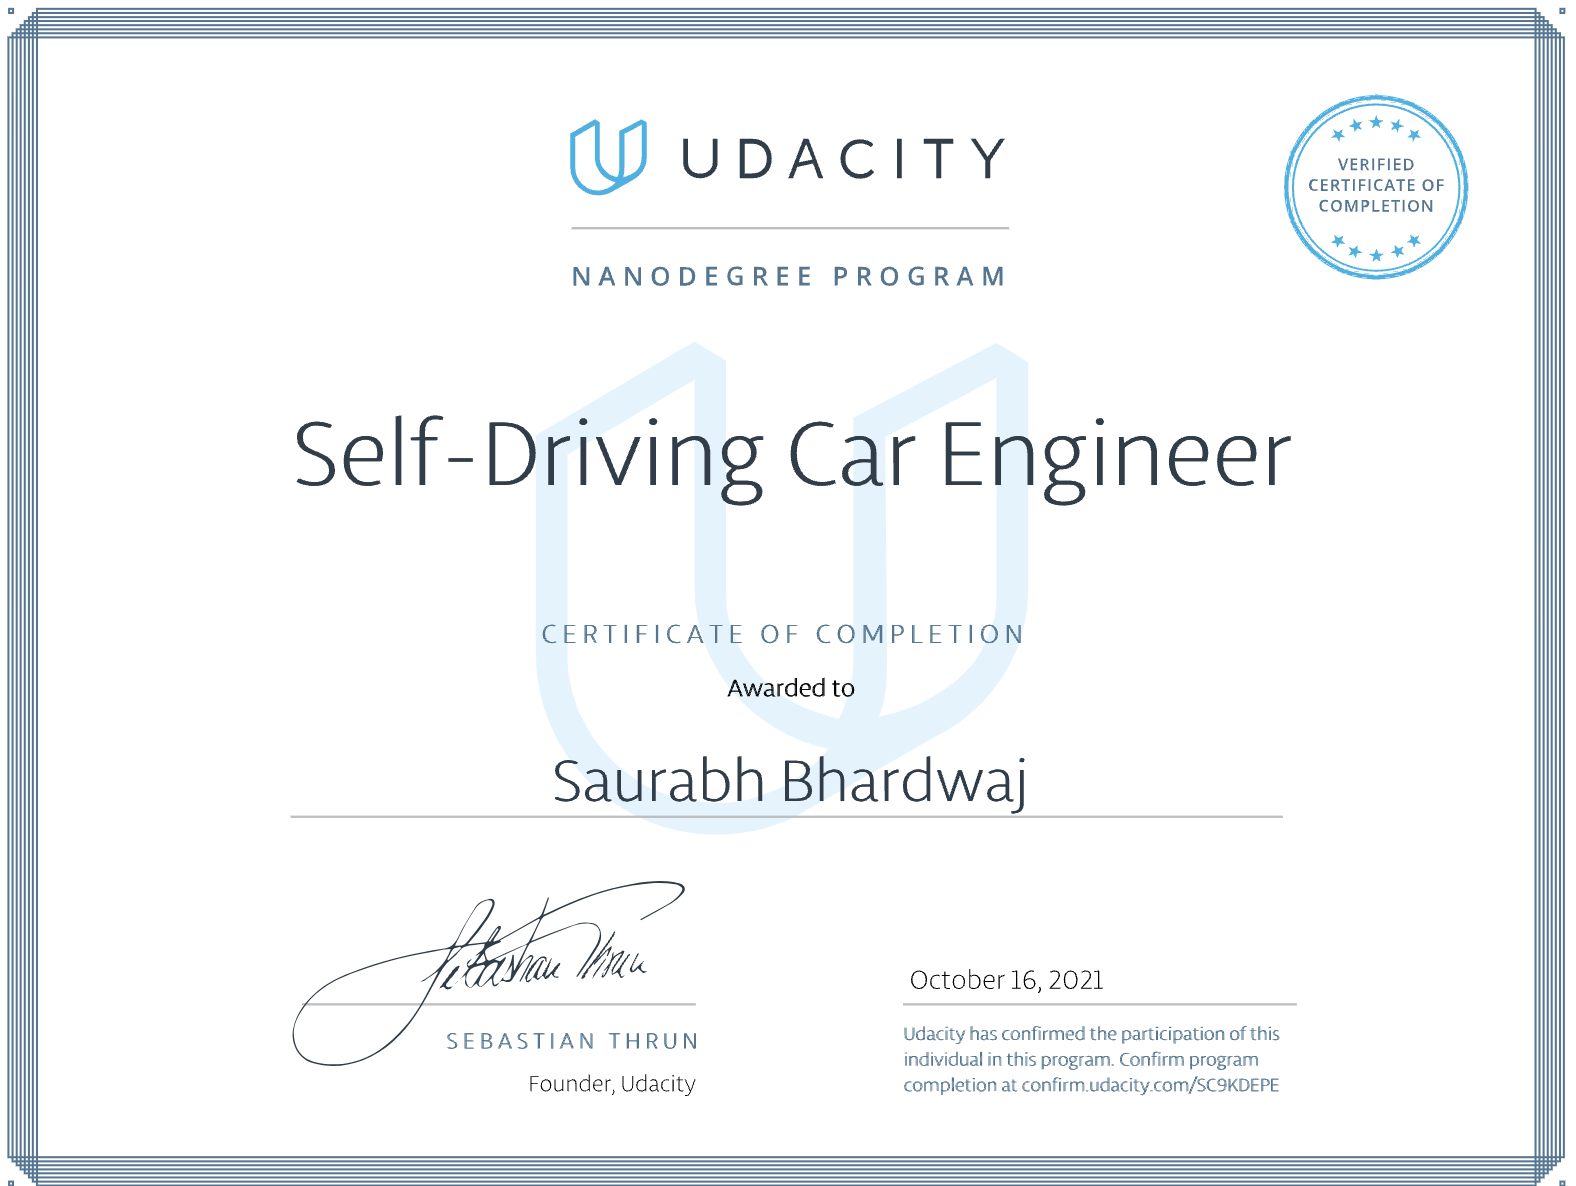 UDACITY
VERIFIED
CERTIFICATE OF
COMPLETION
NANODEGREE PROGRAM
Self-Driving Car Engineer
CERTIFICATE OF COMPLETION
Awarded to
Saurabh Bhardwaj
Sebastian Thrun
SEBASTIAN THRUN
Founder, Udacity
October 16, 2021
Udacity has confirmed the participation of this
individual in this program. Confirm program
completion at confirm.udacity.com/SC9KDEPE